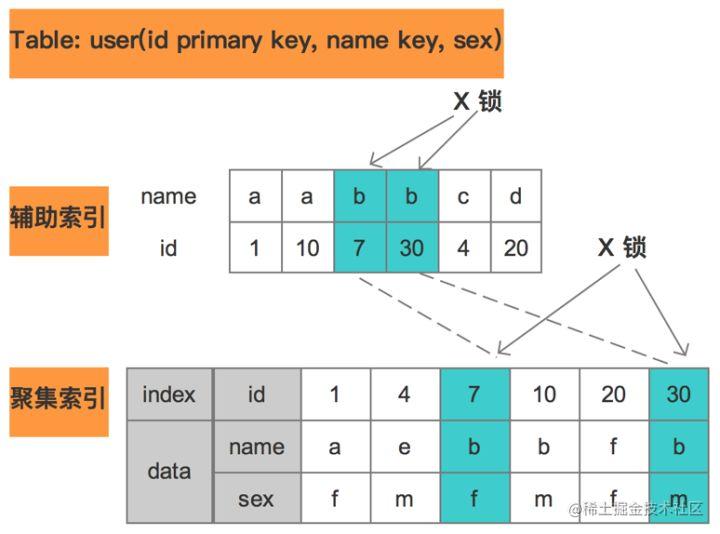 Table: user(id primary key, name key, sex)
X 锁
name a a b b c d
辅助索引
id 1 10 7 30 4 20
X 锁
聚集索引
index id 1 4 7 10 20 30
data
name a e b b f b
sex f m f m f m
@稀土掘金技术社区